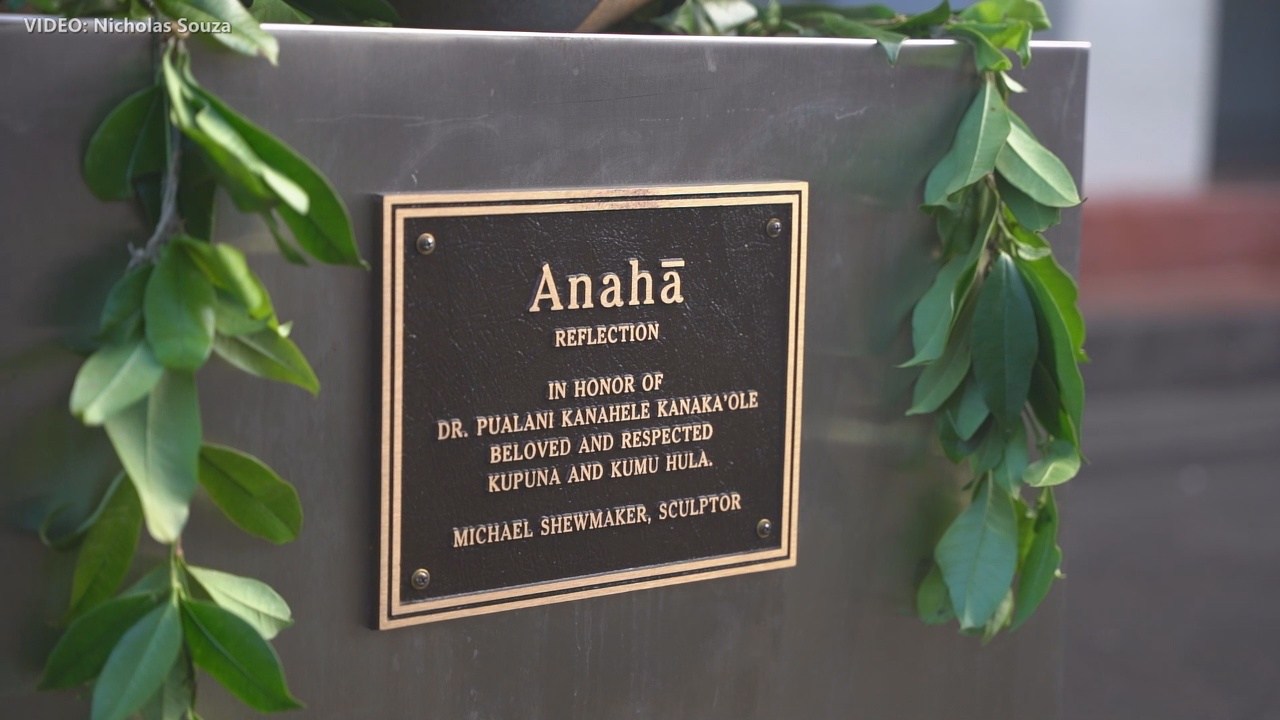 VIDEO: Nicholas Souza
Anahā
REFLECTION
IN HONOR OF
DR. PUALANI KANAHELE KANAKA'OLE
BELOVED AND RESPECTED
KUPUNA AND KUMU HULA.
MICHAEL SHEWMAKER, SCULPTOR